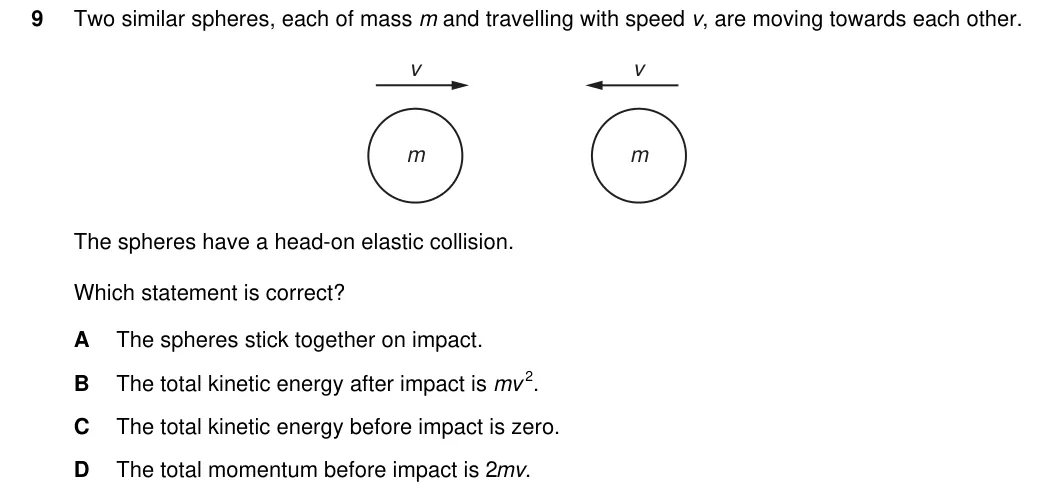 9 Two similar spheres, each of mass m and travelling with speed v, are moving towards each other.
v v
m m
The spheres have a head-on elastic collision.
Which statement is correct?
A The spheres stick together on impact.
B The total kinetic energy after impact is mv².
C The total kinetic energy before impact is zero.
D The total momentum before impact is 2mv.